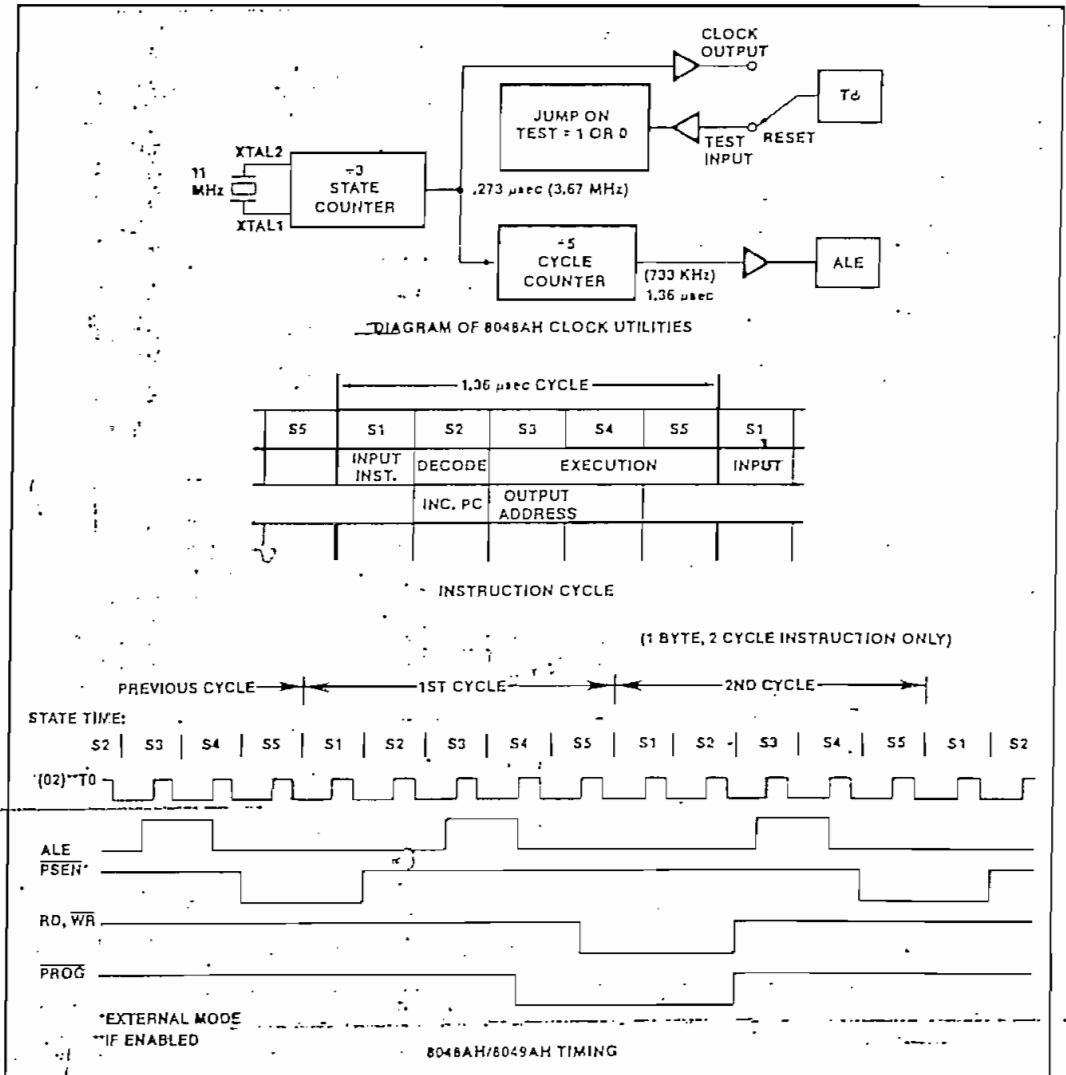 CLOCK
OUTPUT
JUMP ON
TEST = 1 OR 0
TEST
INPUT
RESET
XTAL2
11
MHz
XTAL1
÷3
STATE
COUNTER
.273 µsec (3.67 MHz)
÷5
CYCLE
COUNTER
(733 KHz)
1.36 µsec
ALE
DIAGRAM OF 8048AH CLOCK UTILITIES
1.36 µsec CYCLE
S5 S1 S2 S3 S4 S5 S1
INPUT INST. DECODE EXECUTION INPUT
INC. PC OUTPUT ADDRESS
INSTRUCTION CYCLE
(1 BYTE, 2 CYCLE INSTRUCTION ONLY)
PREVIOUS CYCLE 1ST CYCLE 2ND CYCLE
STATE TIME:
S2 | S3 | S4 | S5 | S1 | S2 | S3 | S4 | S5 | S1 | S2 | S3 | S4 | S5 | S1 | S2
(02)**T0
ALE
PSEN*
RD, WR
PROG
*EXTERNAL MODE
**IF ENABLED
8048AH/8049AH TIMING